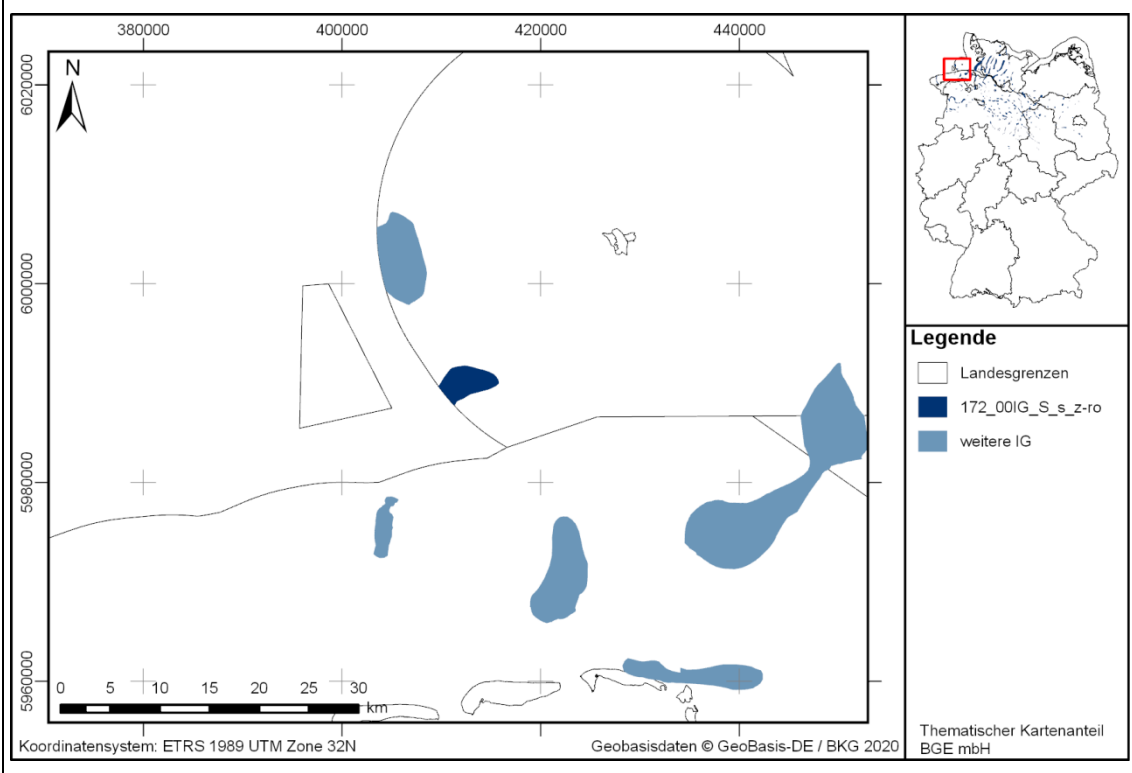 380000 400000 420000 440000
6020000
6000000
5980000
5960000
N
0 5 10 15 20 25 30
km
Koordinatensystem: ETRS 1989 UTM Zone 32N
Geobasisdaten © GeoBasis-DE / BKG 2020
Legende
Landesgrenzen
172_00IG_S_s_z-ro
weitere IG
Thematischer Kartenanteil
BGE mbH